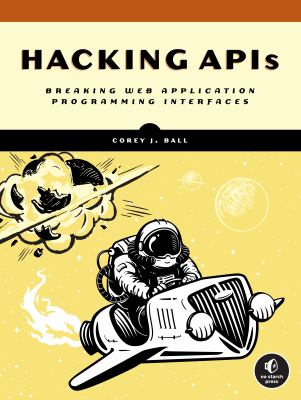 HACKING APIs
BREAKING WEB APPLICATION
PROGRAMMING INTERFACES
COREY J. BALL
no starch
press